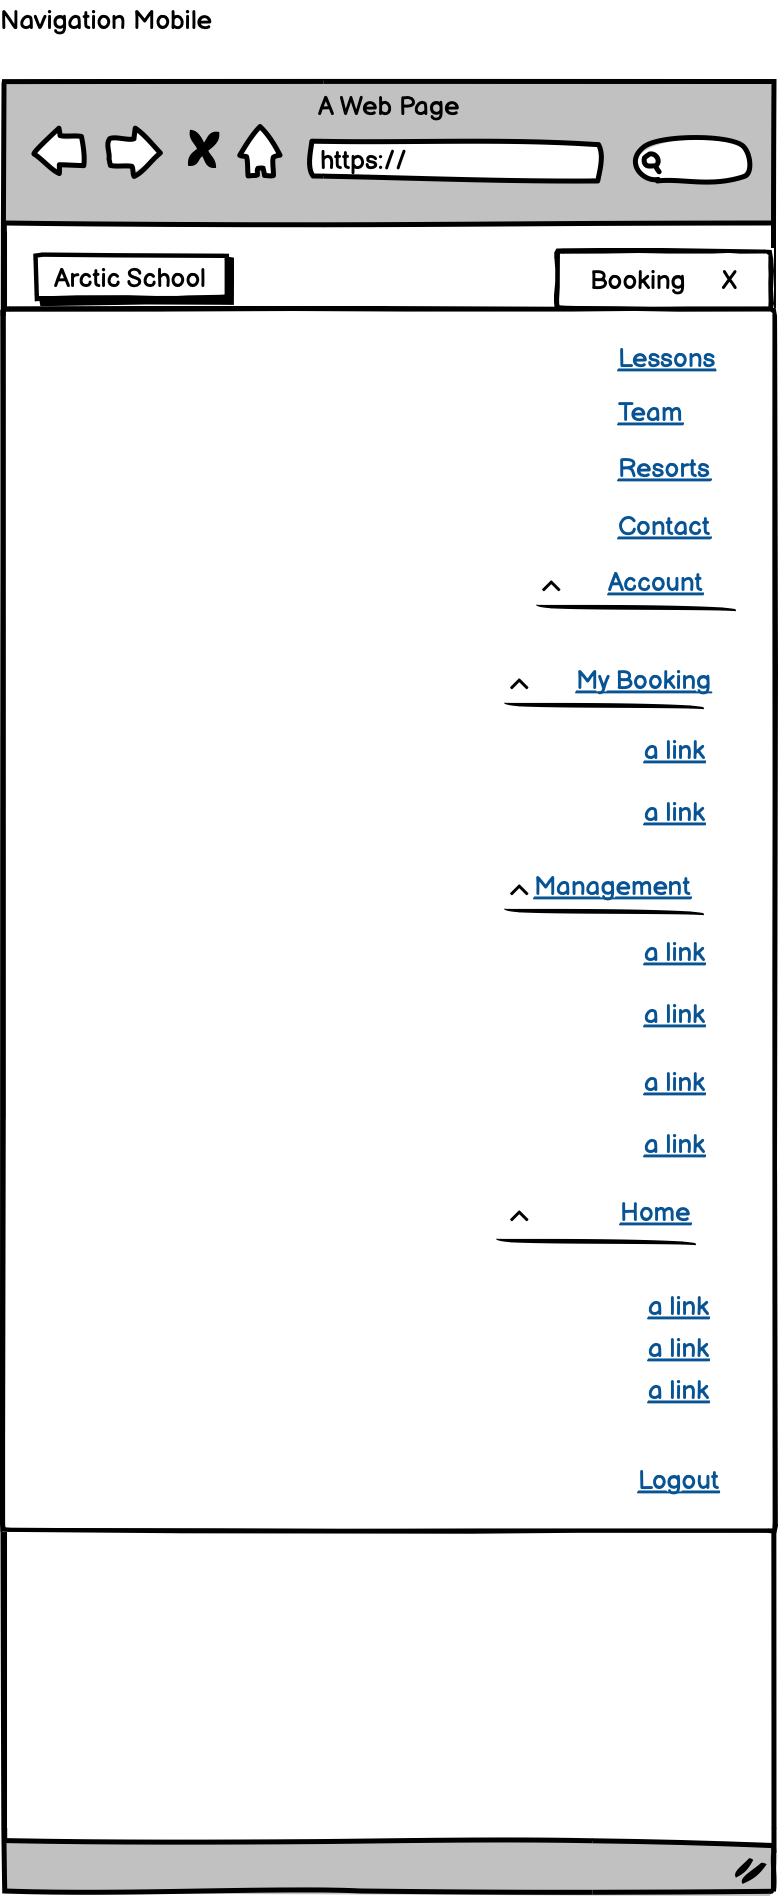 Navigation Mobile
A Web Page
https://
Arctic School
Booking X
Lessons
Team
Resorts
Contact
Account
My Booking
a link
a link
Management
a link
a link
a link
a link
Home
a link
a link
a link
Logout